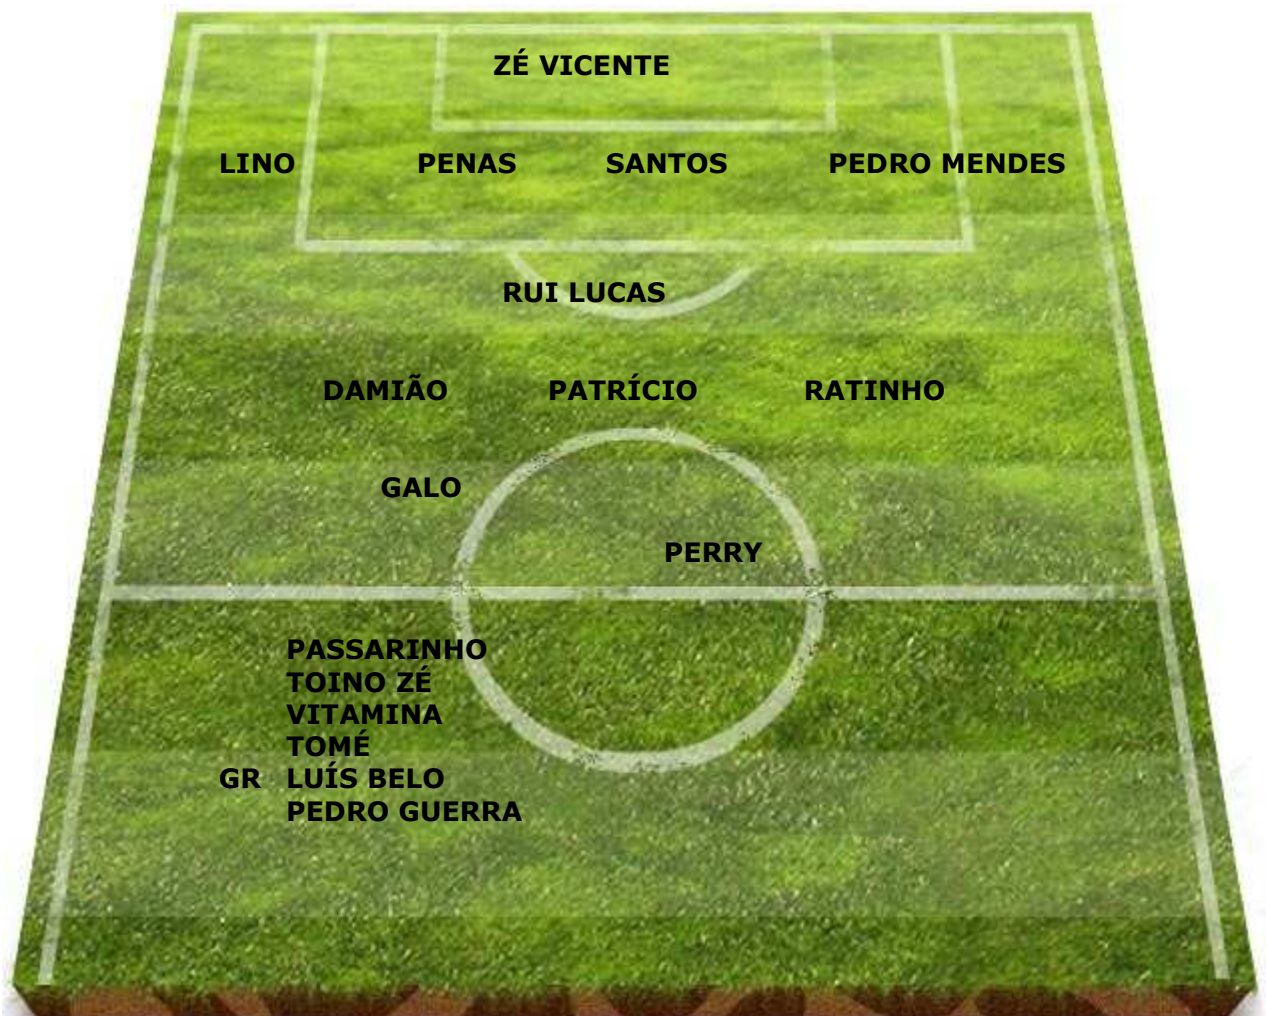 ZÉ VICENTE
LINO PENAS SANTOS PEDRO MENDES
RUI LUCAS
DAMIÃO PATRÍCIO RATINHO
GALO
PERRY
PASSARINHO
TOINO ZÉ
VITAMINA
TOMÉ
GR LUÍS BELO
PEDRO GUERRA